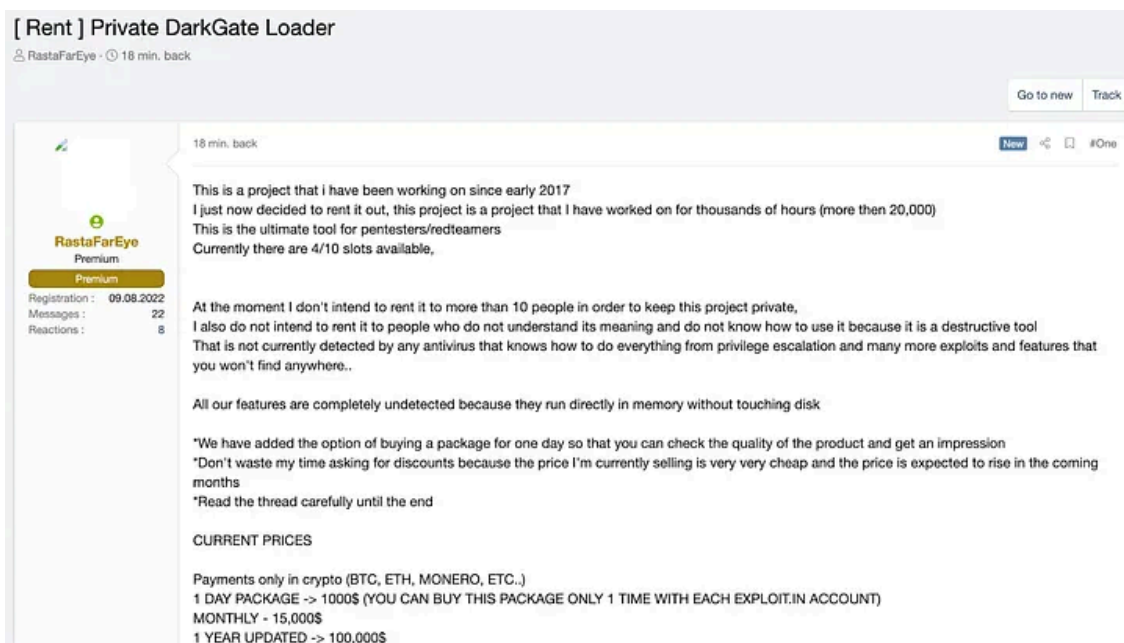 [ Rent ] Private DarkGate Loader
RastaFarEye · 18 min. back
Go to new Track
18 min. back
New #One
RastaFarEye
Premium
Premium
Registration : 09.08.2022
Messages : 22
Reactions : 8
This is a project that i have been working on since early 2017
I just now decided to rent it out, this project is a project that I have worked on for thousands of hours (more then 20,000)
This is the ultimate tool for pentesters/redteamers
Currently there are 4/10 slots available,
At the moment I don't intend to rent it to more than 10 people in order to keep this project private,
I also do not intend to rent it to people who do not understand its meaning and do not know how to use it because it is a destructive tool
That is not currently detected by any antivirus that knows how to do everything from privilege escalation and many more exploits and features that
you won't find anywhere..
All our features are completely undetected because they run directly in memory without touching disk
*We have added the option of buying a package for one day so that you can check the quality of the product and get an impression
*Don't waste my time asking for discounts because the price I'm currently selling is very very cheap and the price is expected to rise in the coming
months
*Read the thread carefully until the end
CURRENT PRICES
Payments only in crypto (BTC, ETH, MONERO, ETC..)
1 DAY PACKAGE -> 1000$ (YOU CAN BUY THIS PACKAGE ONLY 1 TIME WITH EACH EXPLOIT.IN ACCOUNT)
MONTHLY - 15,000$
1 YEAR UPDATED -> 100,000$